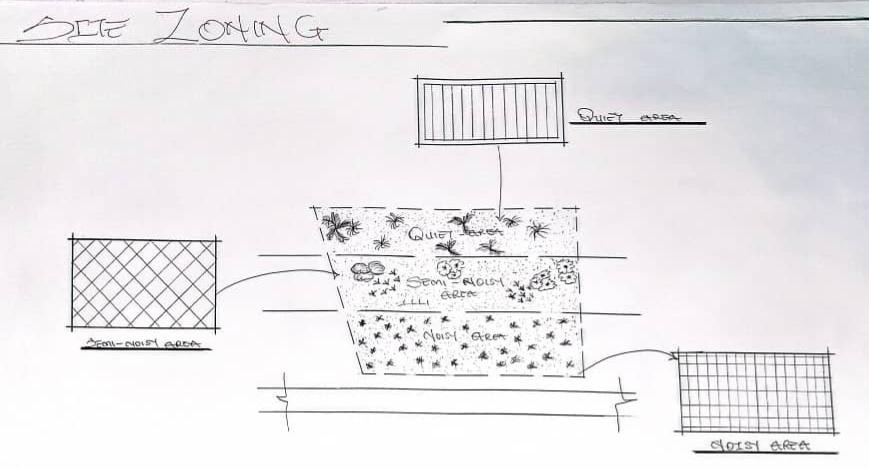 SITE ZONING
QUIET AREA
QUIET AREA
SEMI-NOISY
AREA
NOISY AREA
SEMI-NOISY AREA
NOISY AREA